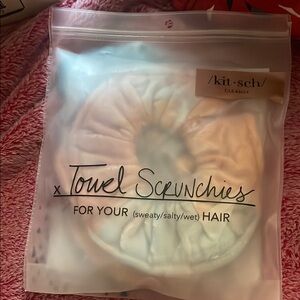 /kit·sch/
x Towel Scrunchies
FOR YOUR (sweaty/salty/wet) HAIR